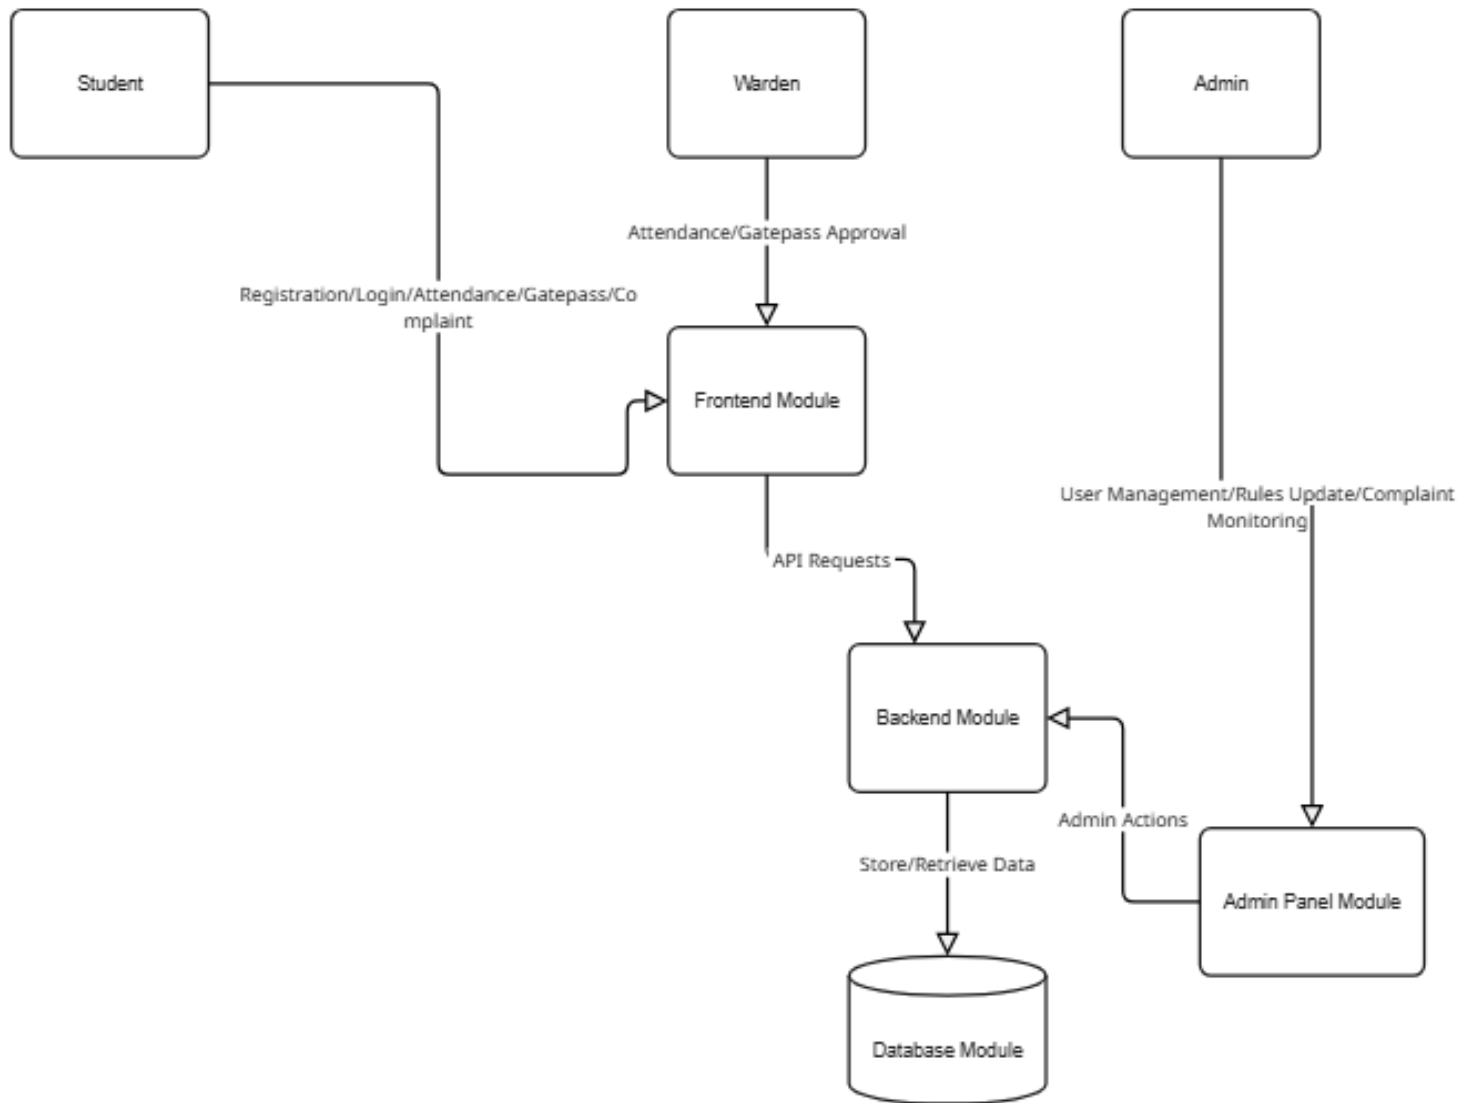 Student
Warden
Admin
Attendance/Gatepass Approval
Registration/Login/Attendance/Gatepass/Co
mplaint
Frontend Module
User Management/Rules Update/Complaint
Monitoring
API Requests
Backend Module
Admin Actions
Store/Retrieve Data
Admin Panel Module
Database Module